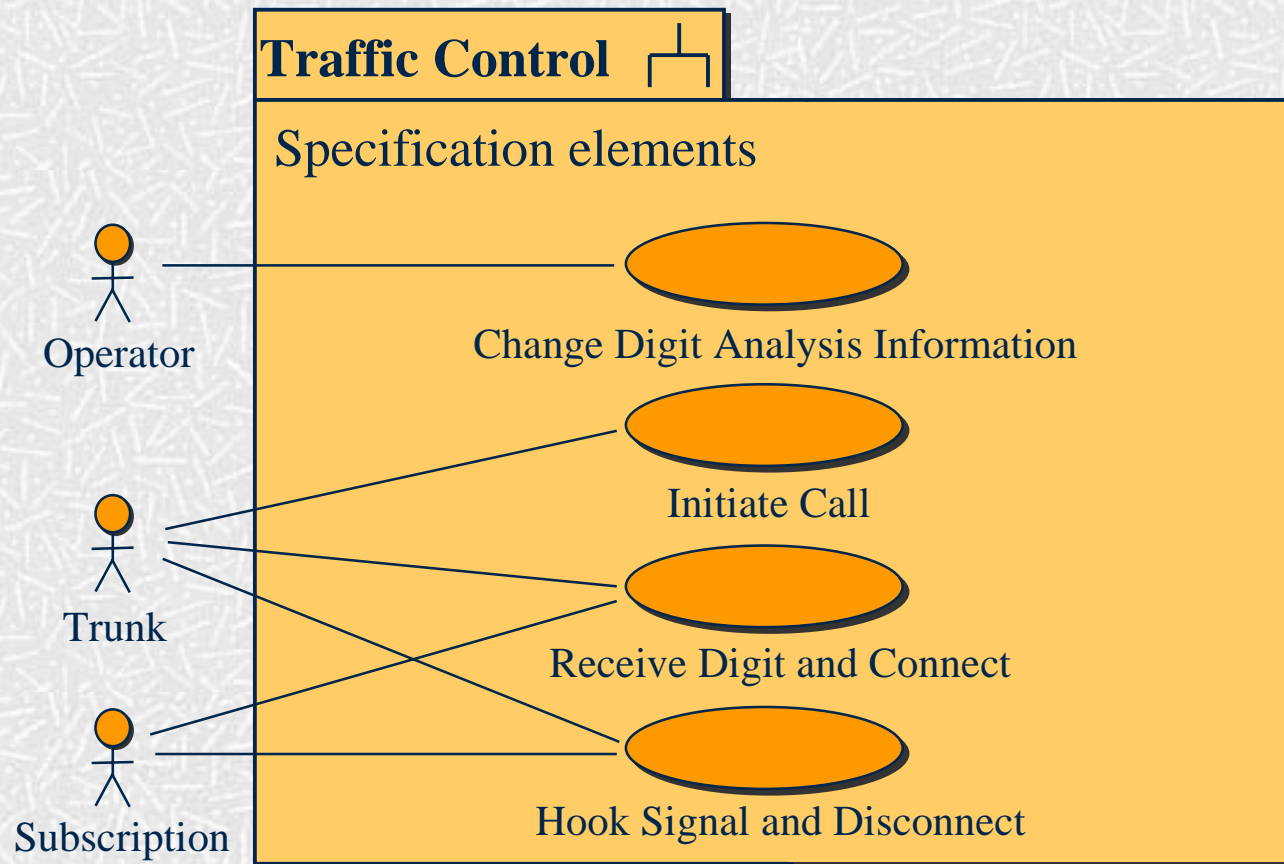 Traffic Control
Specification elements
Operator
Change Digit Analysis Information
Initiate Call
Trunk
Receive Digit and Connect
Subscription
Hook Signal and Disconnect